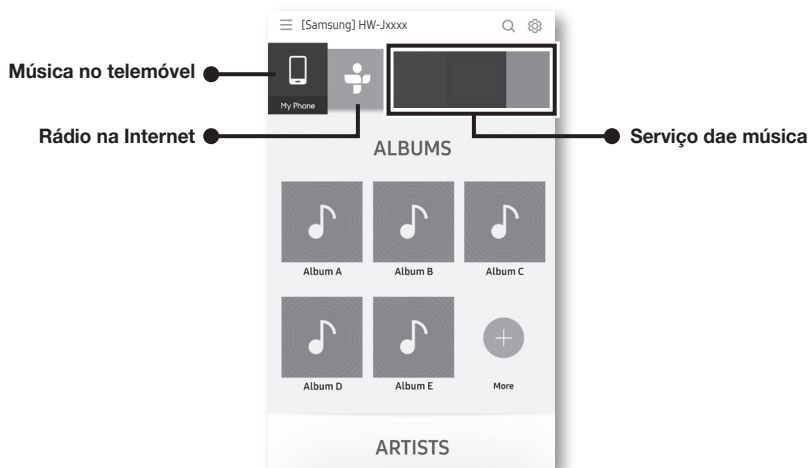 [Samsung] HW-Jxxxx
Música no telemóvel
My Phone
Rádio na Internet
Serviço dae música
ALBUMS
Album A Album B Album C
Album D Album E More
ARTISTS